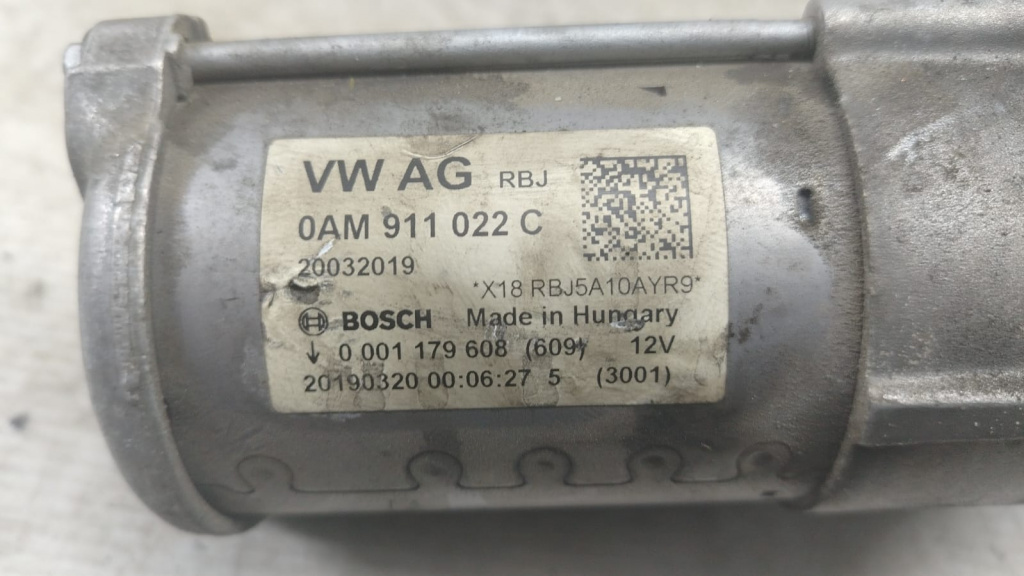 VW AG RBJ
0AM 911 022 C
20032019
*X18 RBJ5A10AYR9*
BOSCH Made in Hungary
↓ 0 001 179 608 (609) 12V
20190320 00:06:27 5 (3001)